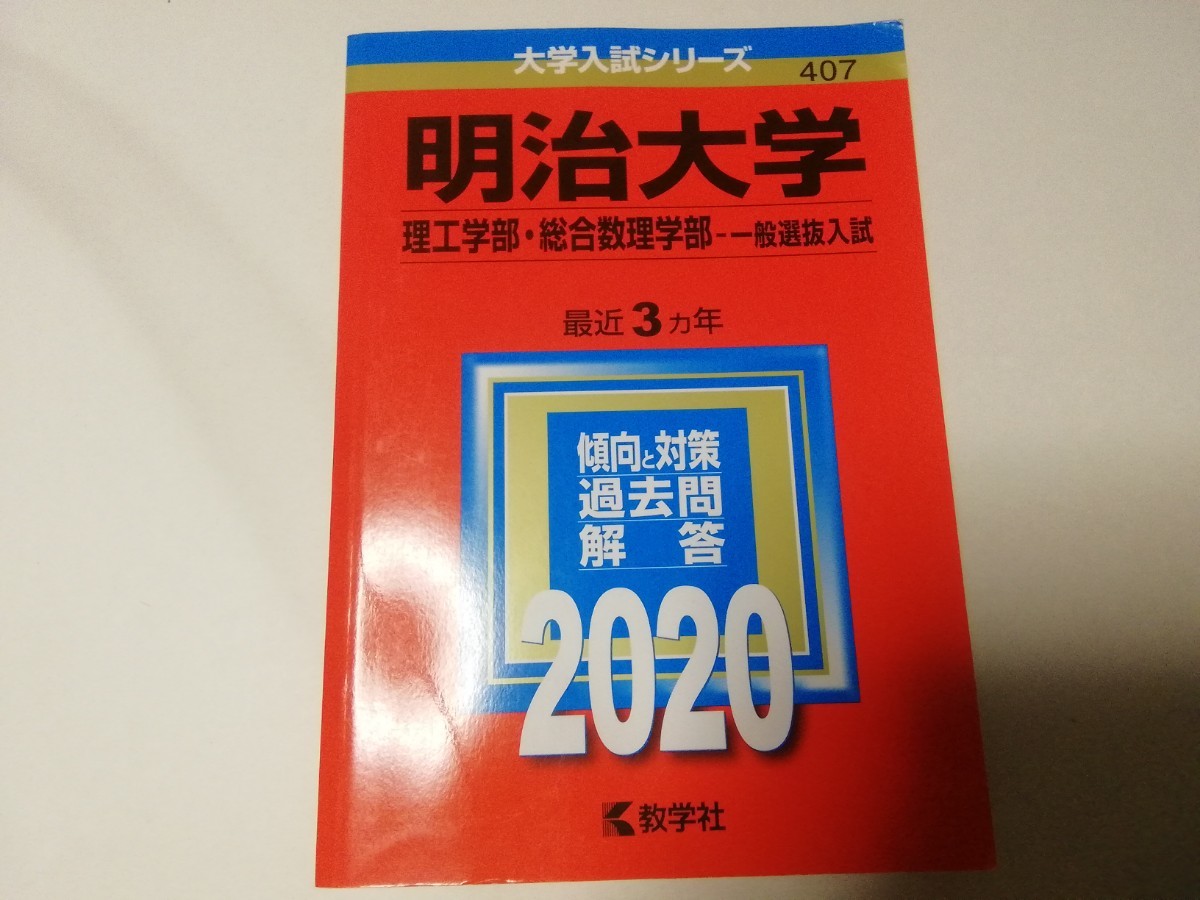 大学入試シリーズ
407
明治大学
理工学部・総合数理学部-一般選抜入試
最近3カ年
傾向と対策
過去問
解答
2020
教学社